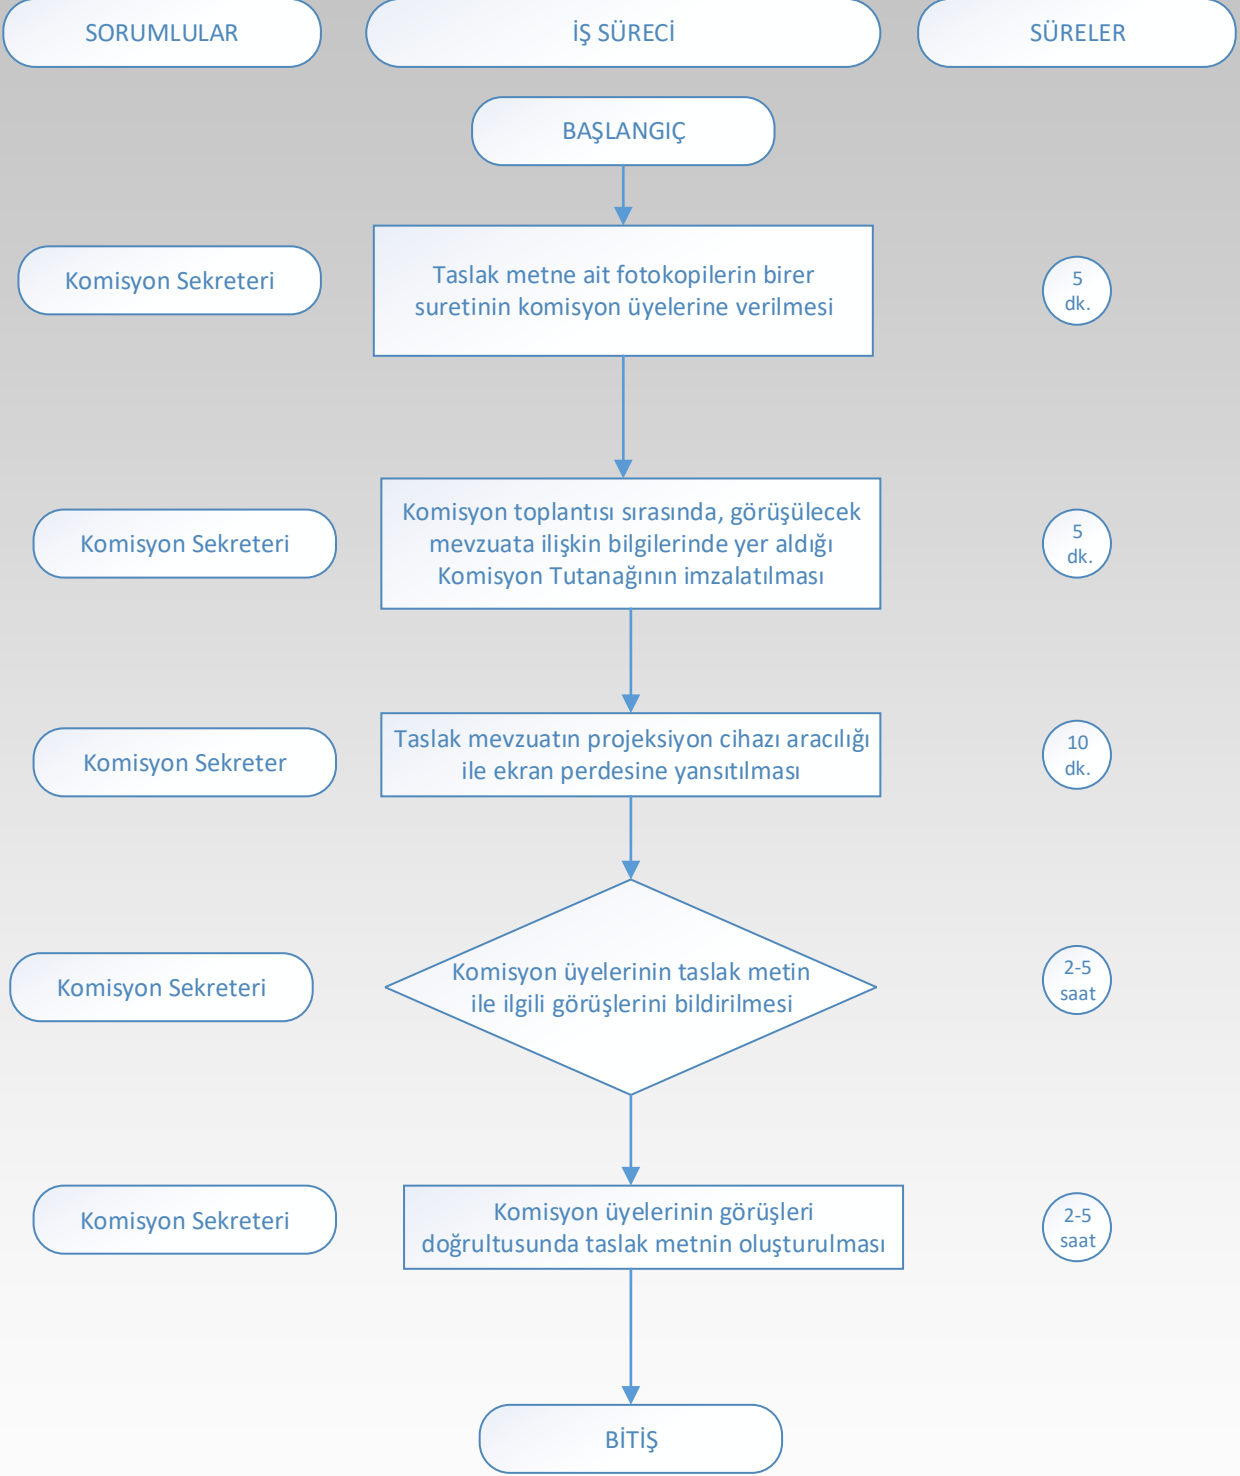 SORUMLULAR
İŞ SÜRECİ
SÜRELER
BAŞLANGIÇ
Komisyon Sekreteri
Taslak metne ait fotokopilerin birer
suretinin komisyon üyelerine verilmesi
5
dk.
Komisyon Sekreteri
Komisyon toplantısı sırasında, görüşülecek
mevzuata ilişkin bilgilerinde yer aldığı
Komisyon Tutanağının imzalatılması
5
dk.
Komisyon Sekreter
Taslak mevzuatın projeksiyon cihazı aracılığı
ile ekran perdesine yansıtılması
10
dk.
Komisyon Sekreteri
Komisyon üyelerinin taslak metin
ile ilgili görüşlerini bildirilmesi
2-5
saat
Komisyon Sekreteri
Komisyon üyelerinin görüşleri
doğrultusunda taslak metnin oluşturulması
2-5
saat
BİTİŞ